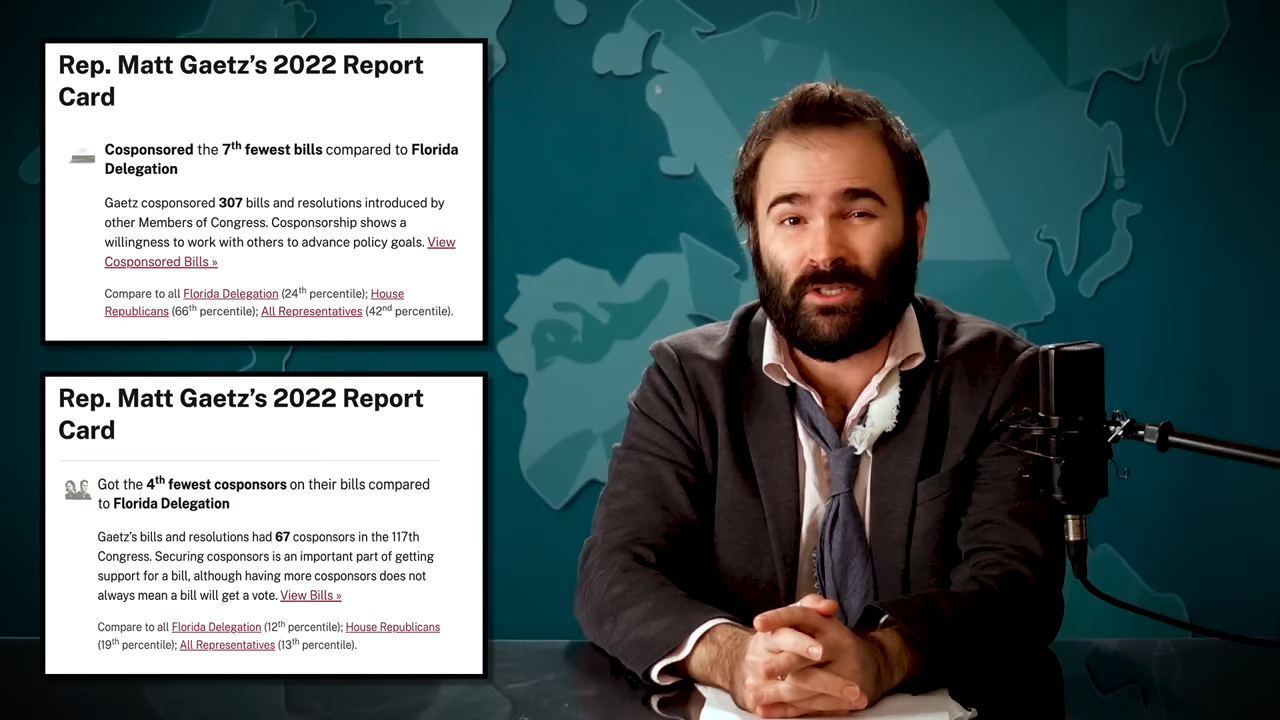 Rep. Matt Gaetz’s 2022 Report
Card
Cosponsored the 7th fewest bills compared to Florida
Delegation
Gaetz cosponsored 307 bills and resolutions introduced by
other Members of Congress. Cosponsorship shows a
willingness to work with others to advance policy goals. View
Cosponsored Bills »
Compare to all Florida Delegation (24th percentile); House
Republicans (66th percentile); All Representatives (42nd percentile).
Rep. Matt Gaetz’s 2022 Report
Card
Got the 4th fewest cosponsors on their bills compared
to Florida Delegation
Gaetz’s bills and resolutions had 67 cosponsors in the 117th
Congress. Securing cosponsors is an important part of getting
support for a bill, although having more cosponsors does not
always mean a bill will get a vote. View Bills »
Compare to all Florida Delegation (12th percentile); House Republicans
(19th percentile); All Representatives (13th percentile).